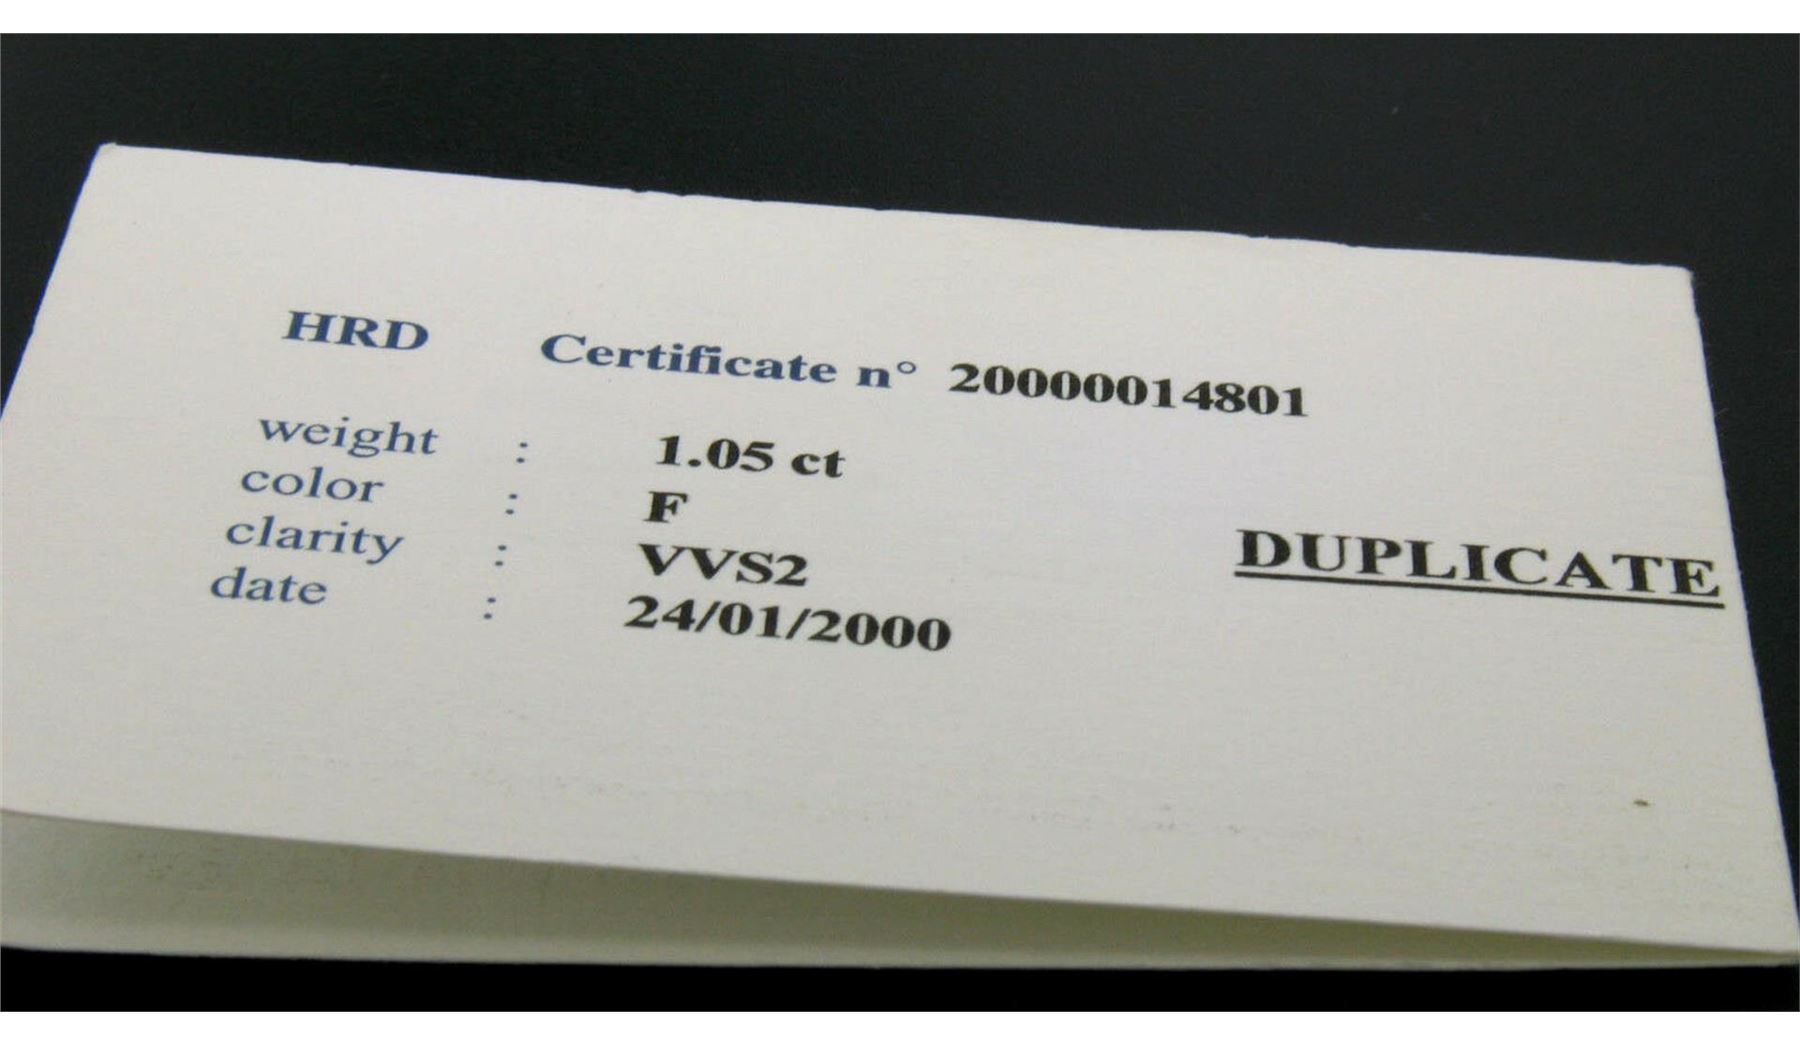 HRD Certificate n° 20000014801
weight : 1.05 ct
color : F
clarity : VVS2
date : 24/01/2000
DUPLICATE